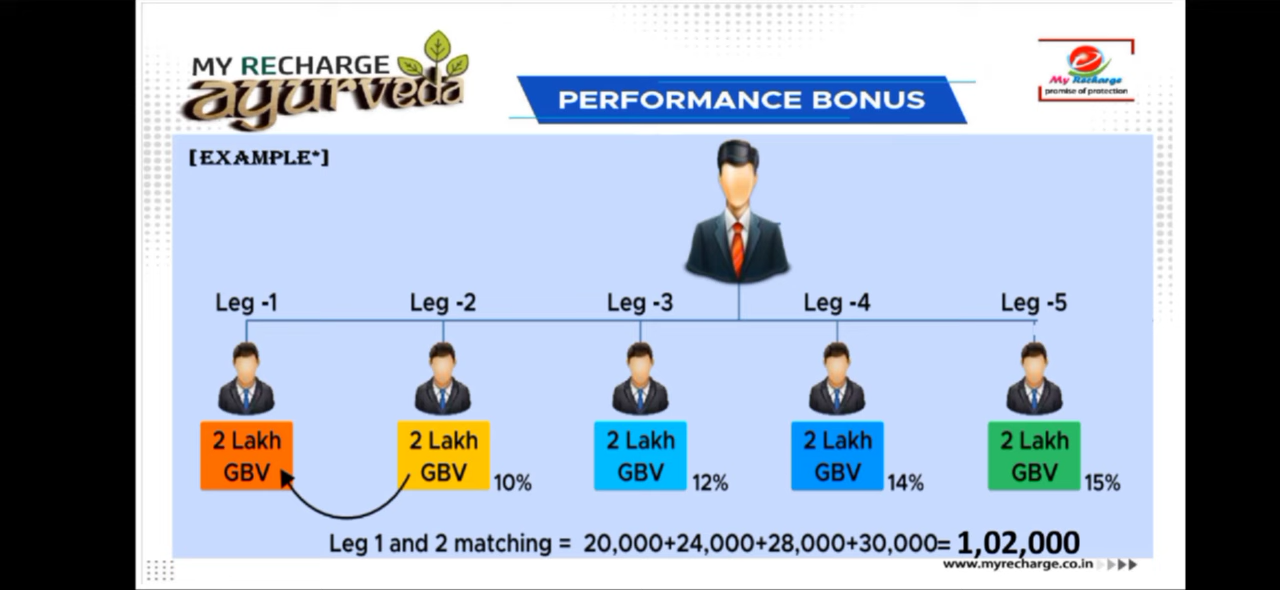 MY RECHARGE
ayurveda
PERFORMANCE BONUS
My Recharge
promise of protection
[EXAMPLE*]
Leg -1
Leg -2
Leg -3
Leg -4
Leg -5
2 Lakh
GBV
2 Lakh
GBV
10%
2 Lakh
GBV
12%
2 Lakh
GBV
14%
2 Lakh
GBV
15%
Leg 1 and 2 matching = 20,000+24,000+28,000+30,000= 1,02,000
www.myrecharge.co.in